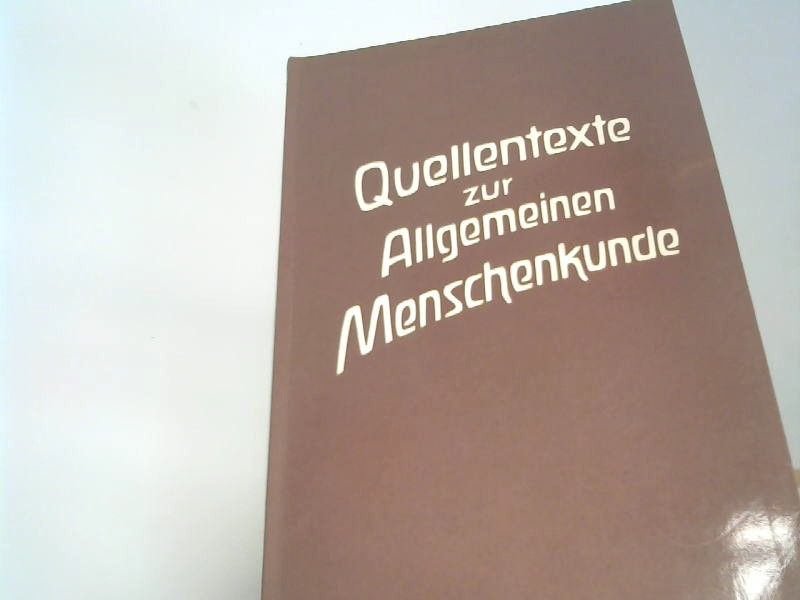 Quellentexte
zur
Allgemeinen
Menschenkunde